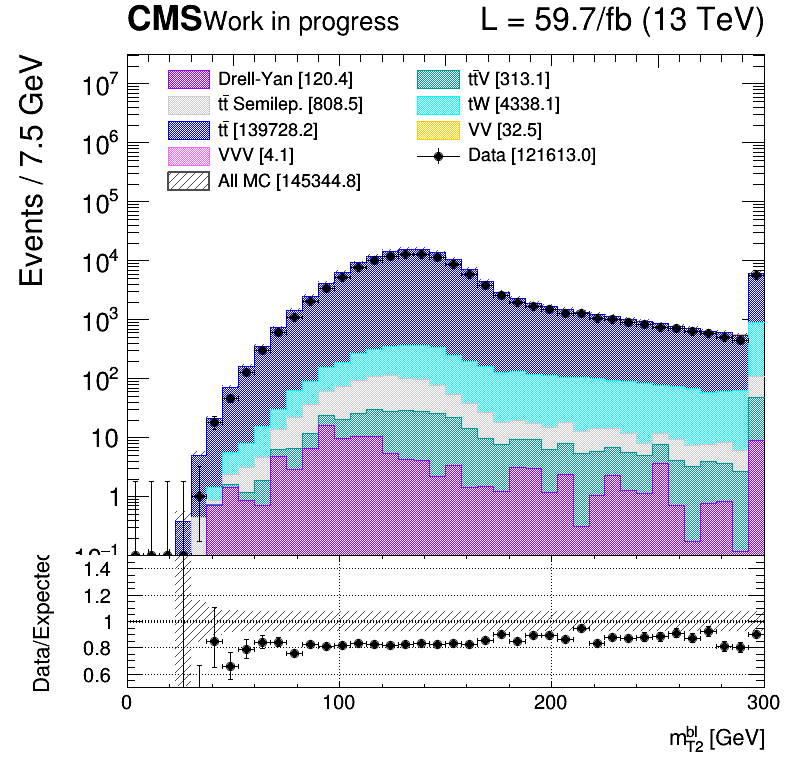 CMS Work in progress L = 59.7/fb (13 TeV)
Events / 7.5 GeV
10⁷
10⁶
10⁵
10⁴
10³
10²
10
1
10⁻¹
Drell-Yan [120.4]
tt̄ Semilep. [808.5]
tt̄ [139728.2]
VVV [4.1]
All MC [145344.8]
tt̄V [313.1]
tW [4338.1]
VV [32.5]
Data [121613.0]
Data/Expected
1.4
1.2
1
0.8
0.6
0 100 200 300
m_T2^bl [GeV]